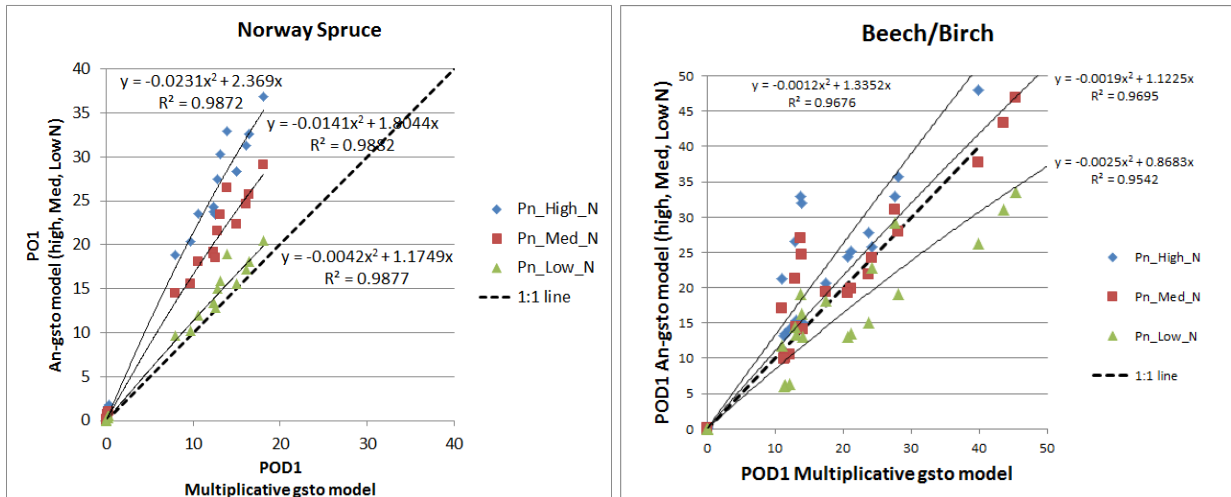 Norway Spruce
40
35
30
25
20
15
10
5
0
PO1
An-gsto model (high, Med, Low N)
y = -0.0231x² + 2.369x
R² = 0.9872
y = -0.0141x² + 1.8044x
R² = 0.9882
y = -0.0042x² + 1.1749x
R² = 0.9877
Pn_High_N
Pn_Med_N
Pn_Low_N
1:1 line
0 10 20 30 40
POD1
Multiplicative gsto model
Beech/Birch
50
45
40
35
30
25
20
15
10
5
0
POD1 An-gsto model (high, Med, Low N)
y = -0.0012x² + 1.3352x
R² = 0.9676
y = -0.0019x² + 1.1225x
R² = 0.9695
y = -0.0025x² + 0.8683x
R² = 0.9542
Pn_High_N
Pn_Med_N
Pn_Low_N
1:1 line
0 10 20 30 40 50
POD1 Multiplicative gsto model